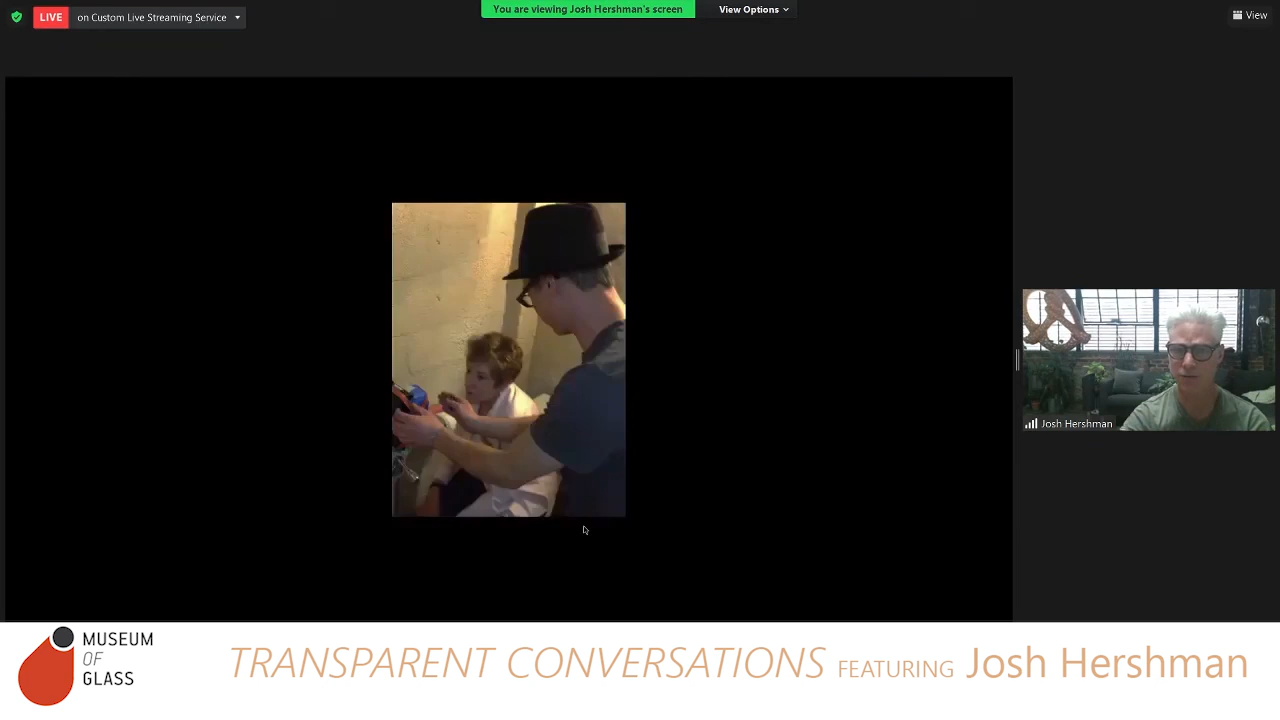 LIVE on Custom Live Streaming Service
You are viewing Josh Hershman's screen
View Options
View
Josh Hershman
MUSEUM
OF
GLASS
TRANSPARENT CONVERSATIONS FEATURING Josh Hershman